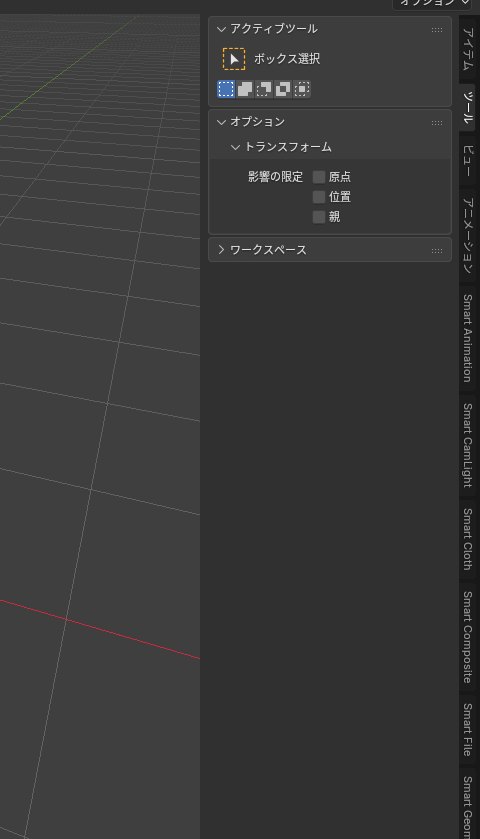 オプション
アクティブツール
ボックス選択
オプション
トランスフォーム
影響の限定 原点
位置
親
ワークスペース
アイテム
ツール
ビュー
アニメーション
Smart Animation
Smart CamLight
Smart Cloth
Smart Composite
Smart File
Smart Geom